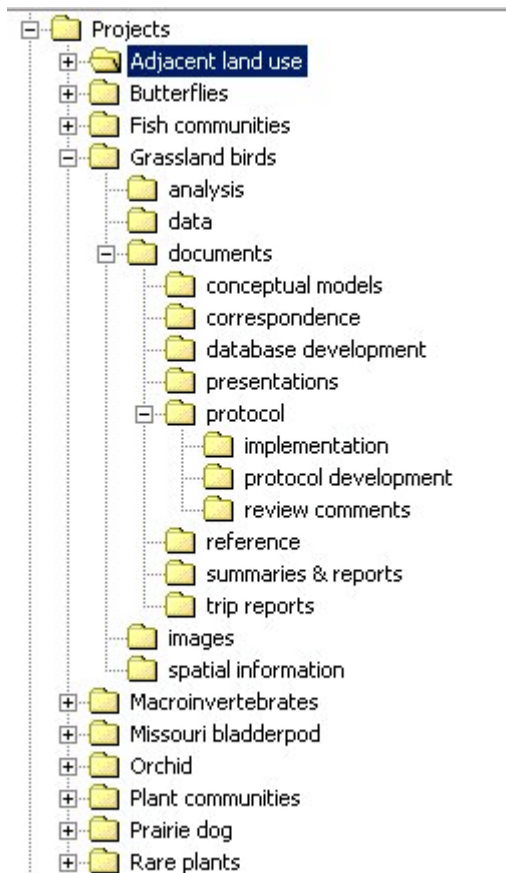 Projects
Adjacent land use
Butterflies
Fish communities
Grassland birds
analysis
data
documents
conceptual models
correspondence
database development
presentations
protocol
implementation
protocol development
review comments
reference
summaries & reports
trip reports
images
spatial information
Macroinvertebrates
Missouri bladderpod
Orchid
Plant communities
Prairie dog
Rare plants